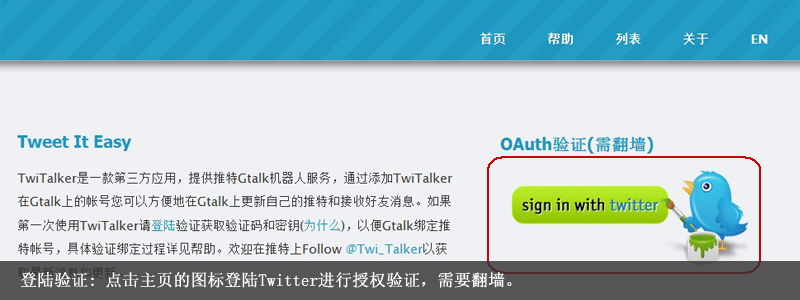 首页 帮助 列表 关于 EN
Tweet It Easy
TwiTalker是一款第三方应用，提供推特Gtalk机器人服务，通过添加TwiTalker
在Gtalk上的帐号您可以方便地在Gtalk上更新自己的推特和接收好友消息。如果
第一次使用TwiTalker请登陆验证获取验证码和密钥(为什么)，以便Gtalk绑定推
特帐号，具体验证绑定过程详见帮助。欢迎在推特上Follow @Twi_Talker以获
OAuth验证(需翻墙)
sign in with twitter
登陆验证: 点击主页的图标登陆Twitter进行授权验证，需要翻墙。